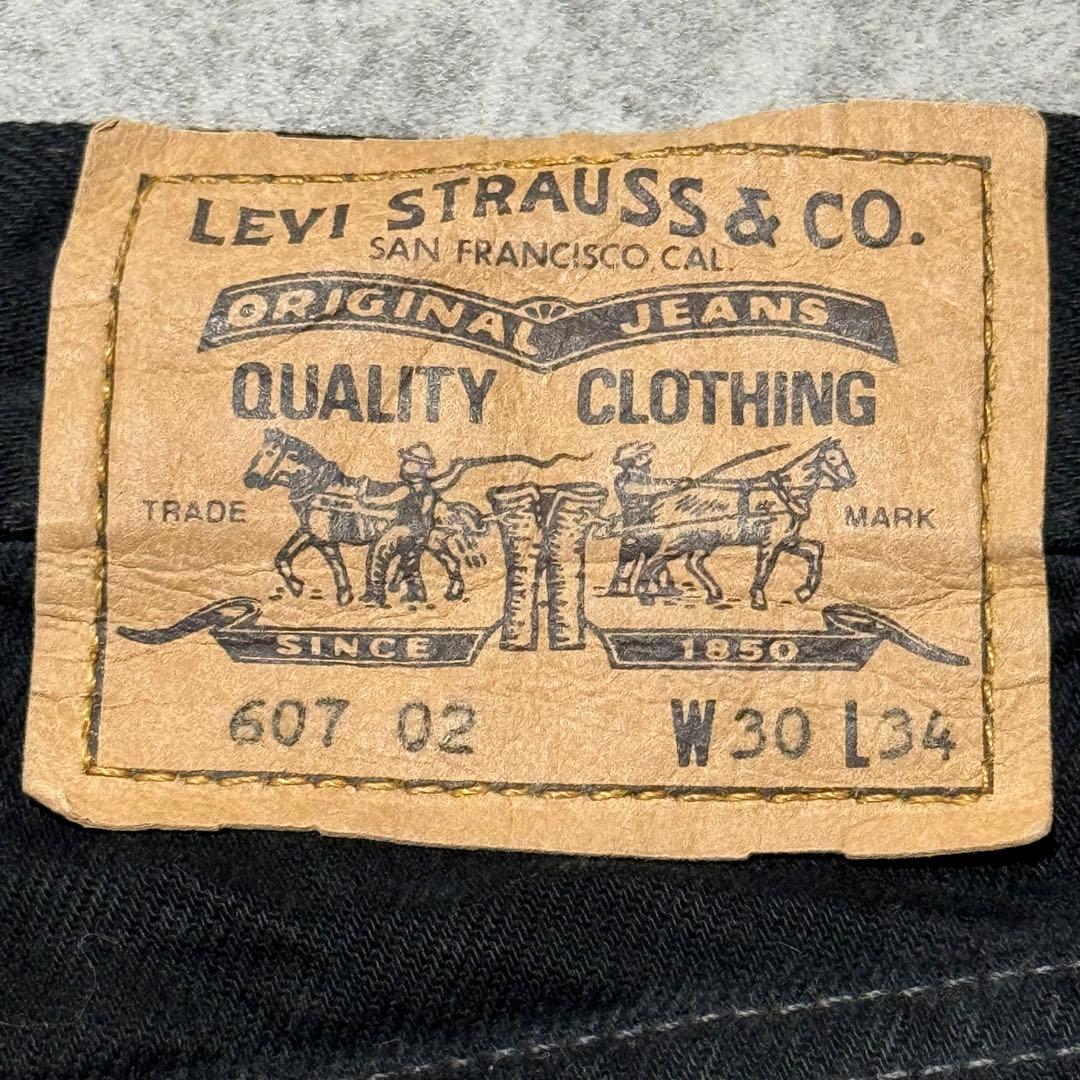 LEVI STRAUSS & CO.
SAN FRANCISCO, CAL.
ORIGINAL JEANS
QUALITY CLOTHING
TRADE MARK
SINCE 1850
607 02 W30 L34